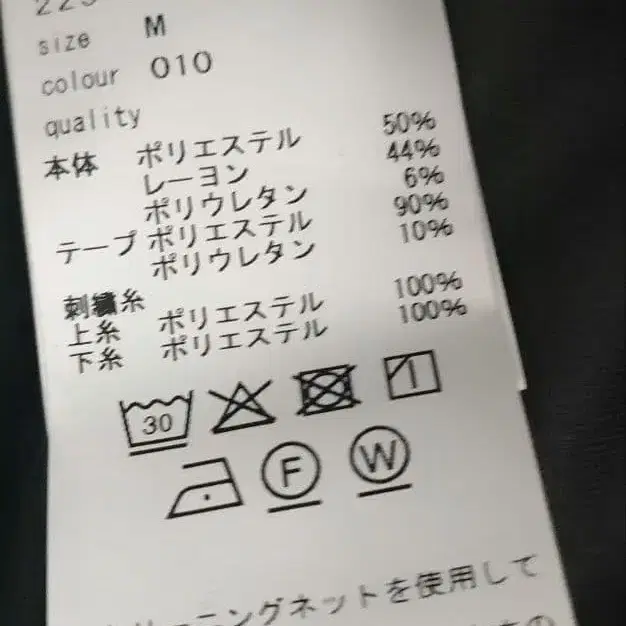 size M
colour 010
quality
本体 ポリエステル 50%
レーヨン 44%
ポリウレタン 6%
テープ ポリエステル 90%
ポリウレタン 10%
刺繍糸
上糸 ポリエステル 100%
下糸 ポリエステル 100%
30
F W
ニングネットを使用して